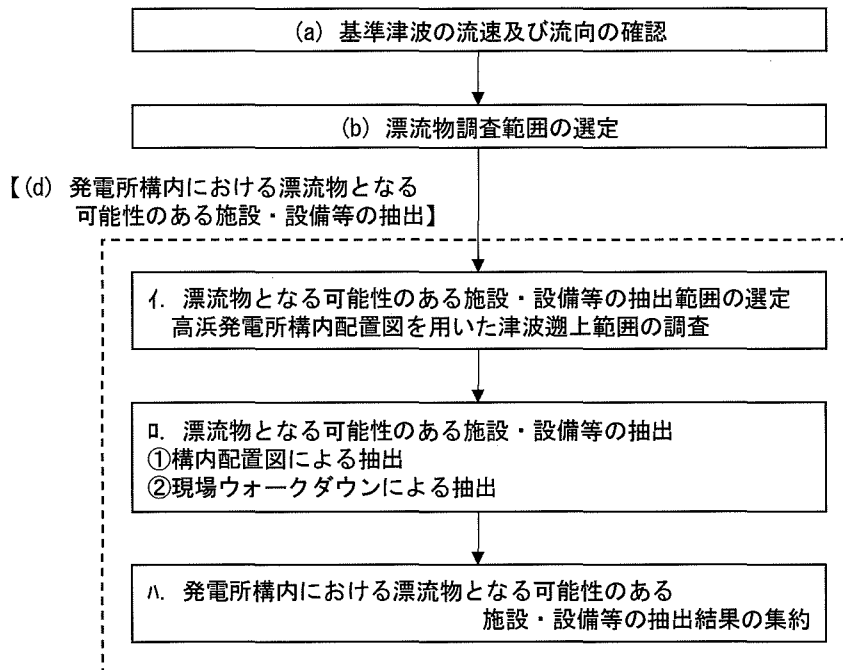 (a) 基準津波の流速及び流向の確認
(b) 漂流物調査範囲の選定
【(d) 発電所構内における漂流物となる
可能性のある施設・設備等の抽出】
ｲ. 漂流物となる可能性のある施設・設備等の抽出範囲の選定
高浜発電所構内配置図を用いた津波遡上範囲の調査
ﾛ. 漂流物となる可能性のある施設・設備等の抽出
①構内配置図による抽出
②現場ウォークダウンによる抽出
ﾊ. 発電所構内における漂流物となる可能性のある
施設・設備等の抽出結果の集約